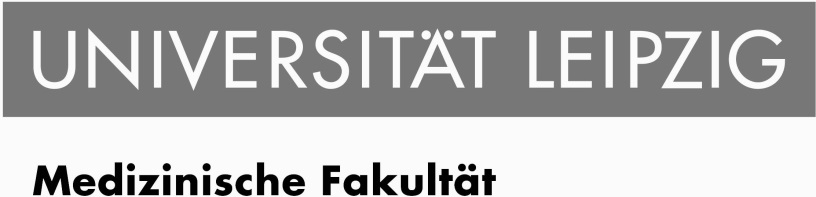 UNIVERSITÄT LEIPZIG
Medizinische Fakultät